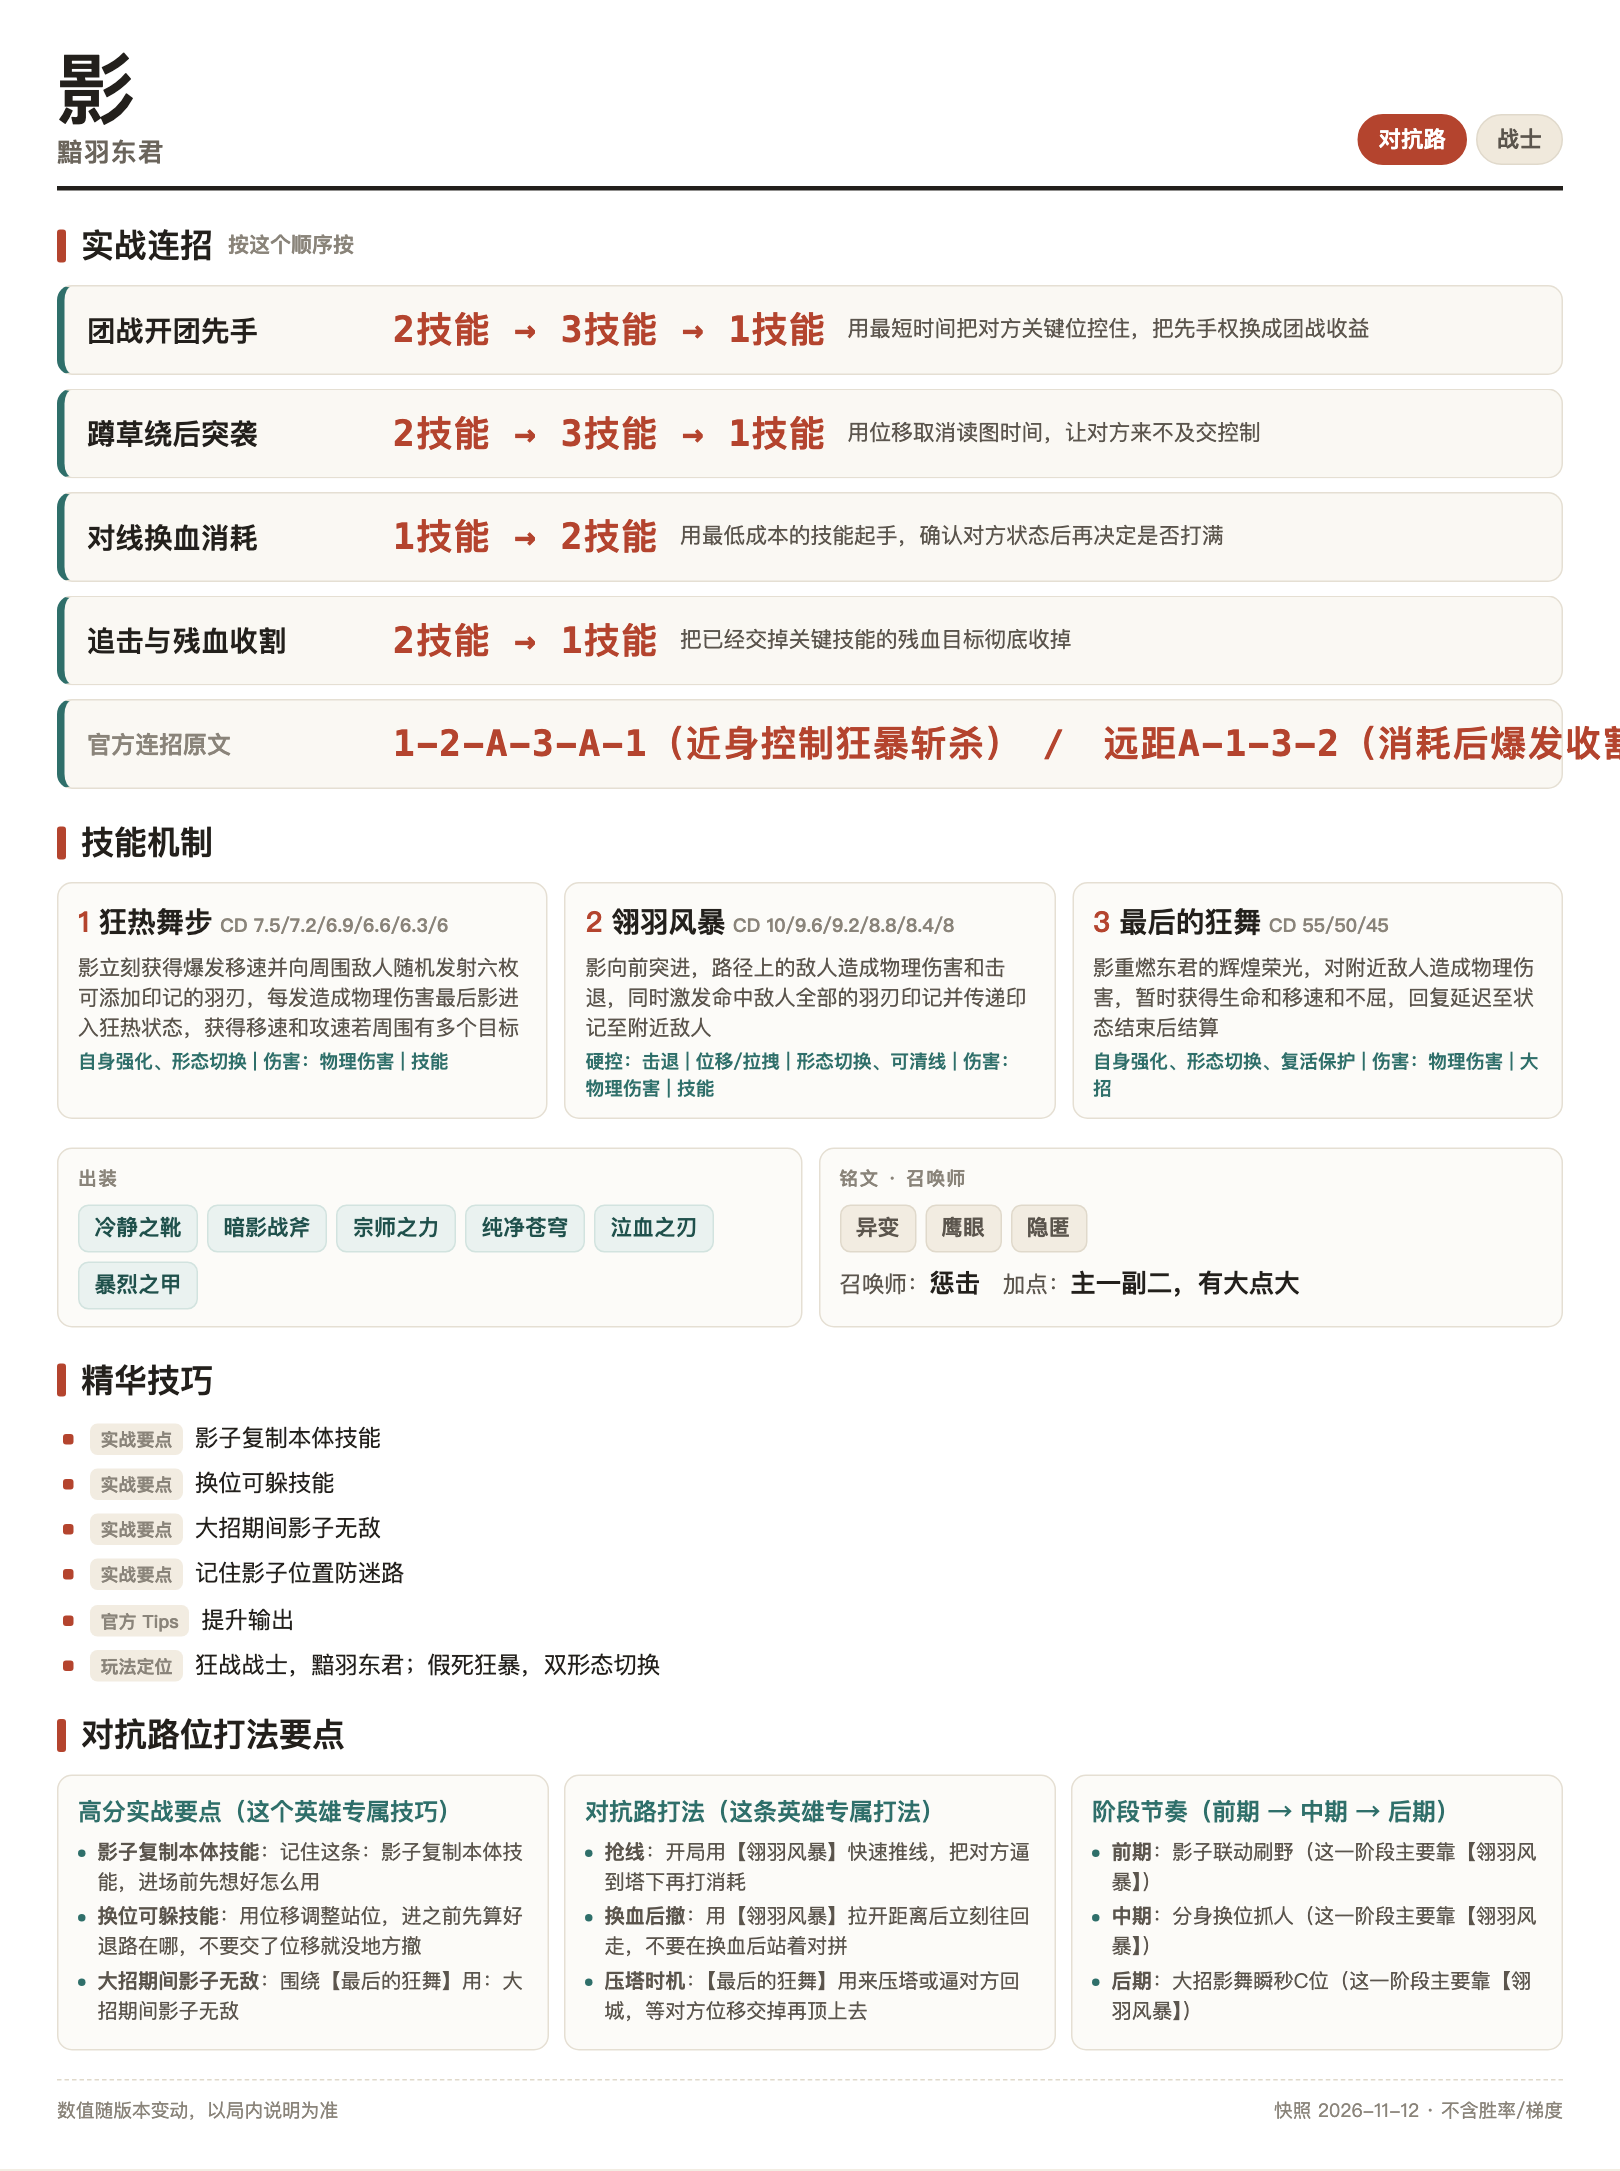 影
黯羽东君
对抗路 战士
实战连招 按这个顺序按
团战开团先手 2技能 → 3技能 → 1技能 用最短时间把对方关键位控住，把先手权换成团战收益
蹲草绕后突袭 2技能 → 3技能 → 1技能 用位移取消读图时间，让对方来不及交控制
对线换血消耗 1技能 → 2技能 用最低成本的技能起手，确认对方状态后再决定是否打满
追击与残血收割 2技能 → 1技能 把已经交掉关键技能的残血目标彻底收掉
官方连招原文 1-2-A-3-A-1（近身控制狂暴斩杀） / 远距A-1-3-2（消耗后爆发收割
技能机制
1 狂热舞步 CD 7.5/7.2/6.9/6.6/6.3/6
影立刻获得爆发移速并向周围敌人随机发射六枚
可添加印记的羽刃，每发造成物理伤害最后影进
入狂热状态，获得移速和攻速若周围有多个目标
自身强化、形态切换 | 伤害：物理伤害 | 技能
2 翎羽风暴 CD 10/9.6/9.2/8.8/8.4/8
影向前突进，路径上的敌人造成物理伤害和击
退，同时激发命中敌人全部的羽刃印记并传递印
记至附近敌人
硬控：击退 | 位移/拉拽 | 形态切换、可清线 | 伤害：
物理伤害 | 技能
3 最后的狂舞 CD 55/50/45
影重燃东君的辉煌荣光，对附近敌人造成物理伤
害，暂时获得生命和移速和不屈，回复延迟至状
态结束后结算
自身强化、形态切换、复活保护 | 伤害：物理伤害 | 大
招
出装
冷静之靴 暗影战斧 宗师之力 纯净苍穹 泣血之刃
暴烈之甲
铭文 · 召唤师
异变 鹰眼 隐匿
召唤师：惩击 加点：主一副二，有大点大
精华技巧
实战要点 影子复制本体技能
实战要点 换位可躲技能
实战要点 大招期间影子无敌
实战要点 记住影子位置防迷路
官方 Tips 提升输出
玩法定位 狂战战士，黯羽东君；假死狂暴，双形态切换
对抗路位打法要点
高分实战要点（这个英雄专属技巧）
影子复制本体技能：记住这条：影子复制本体技
能，进场前先想好怎么用
换位可躲技能：用位移调整站位，进之前先算好
退路在哪，不要交了位移就没地方撤
大招期间影子无敌：围绕【最后的狂舞】用：大
招期间影子无敌
对抗路打法（这条英雄专属打法）
抢线：开局用【翎羽风暴】快速推线，把对方逼
到塔下再打消耗
换血后撤：用【翎羽风暴】拉开距离后立刻往回
走，不要在换血后站着对拼
压塔时机：【最后的狂舞】用来压塔或逼对方回
城，等对方位移交掉再顶上去
阶段节奏（前期 → 中期 → 后期）
前期：影子联动刷野（这一阶段主要靠【翎羽风
暴】）
中期：分身换位抓人（这一阶段主要靠【翎羽风
暴】）
后期：大招影舞瞬秒C位（这一阶段主要靠【翎
羽风暴】）
数值随版本变动，以局内说明为准
快照 2026-11-12 · 不含胜率/梯度